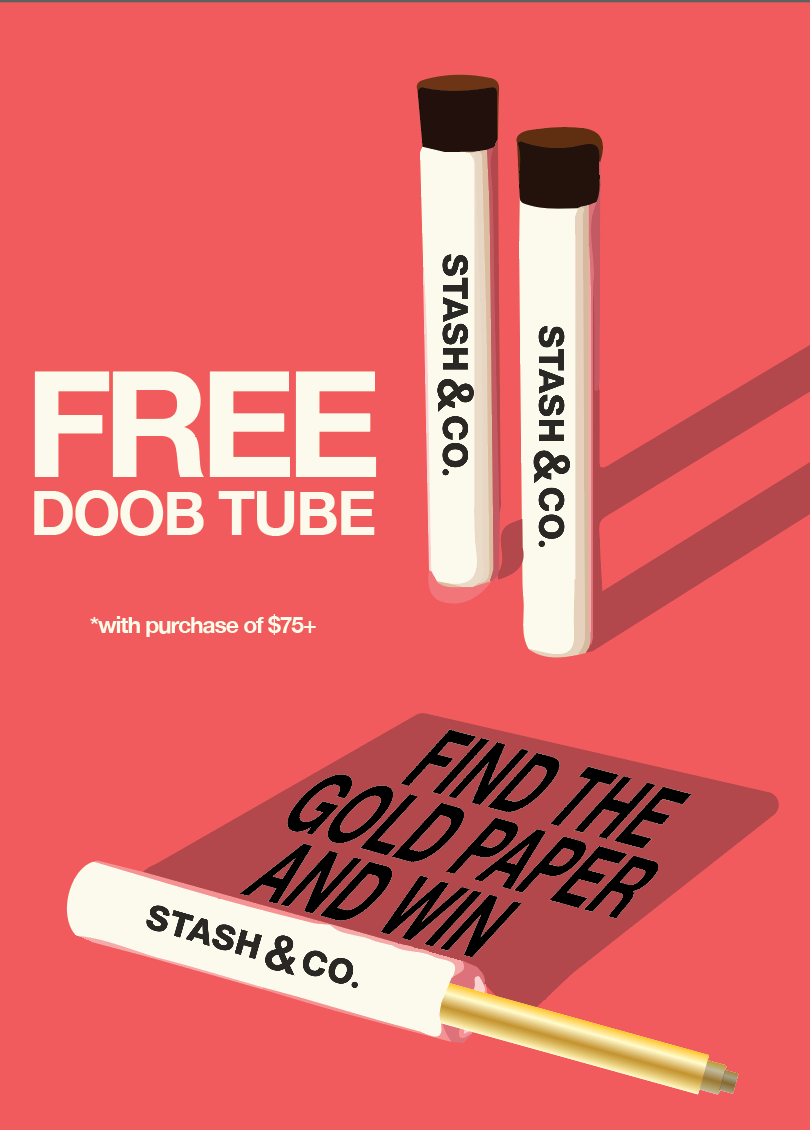 STASH & CO.
STASH & CO.
FREE
DOOB TUBE
*with purchase of $75+
FIND THE
GOLD PAPER
AND WIN
STASH & CO.